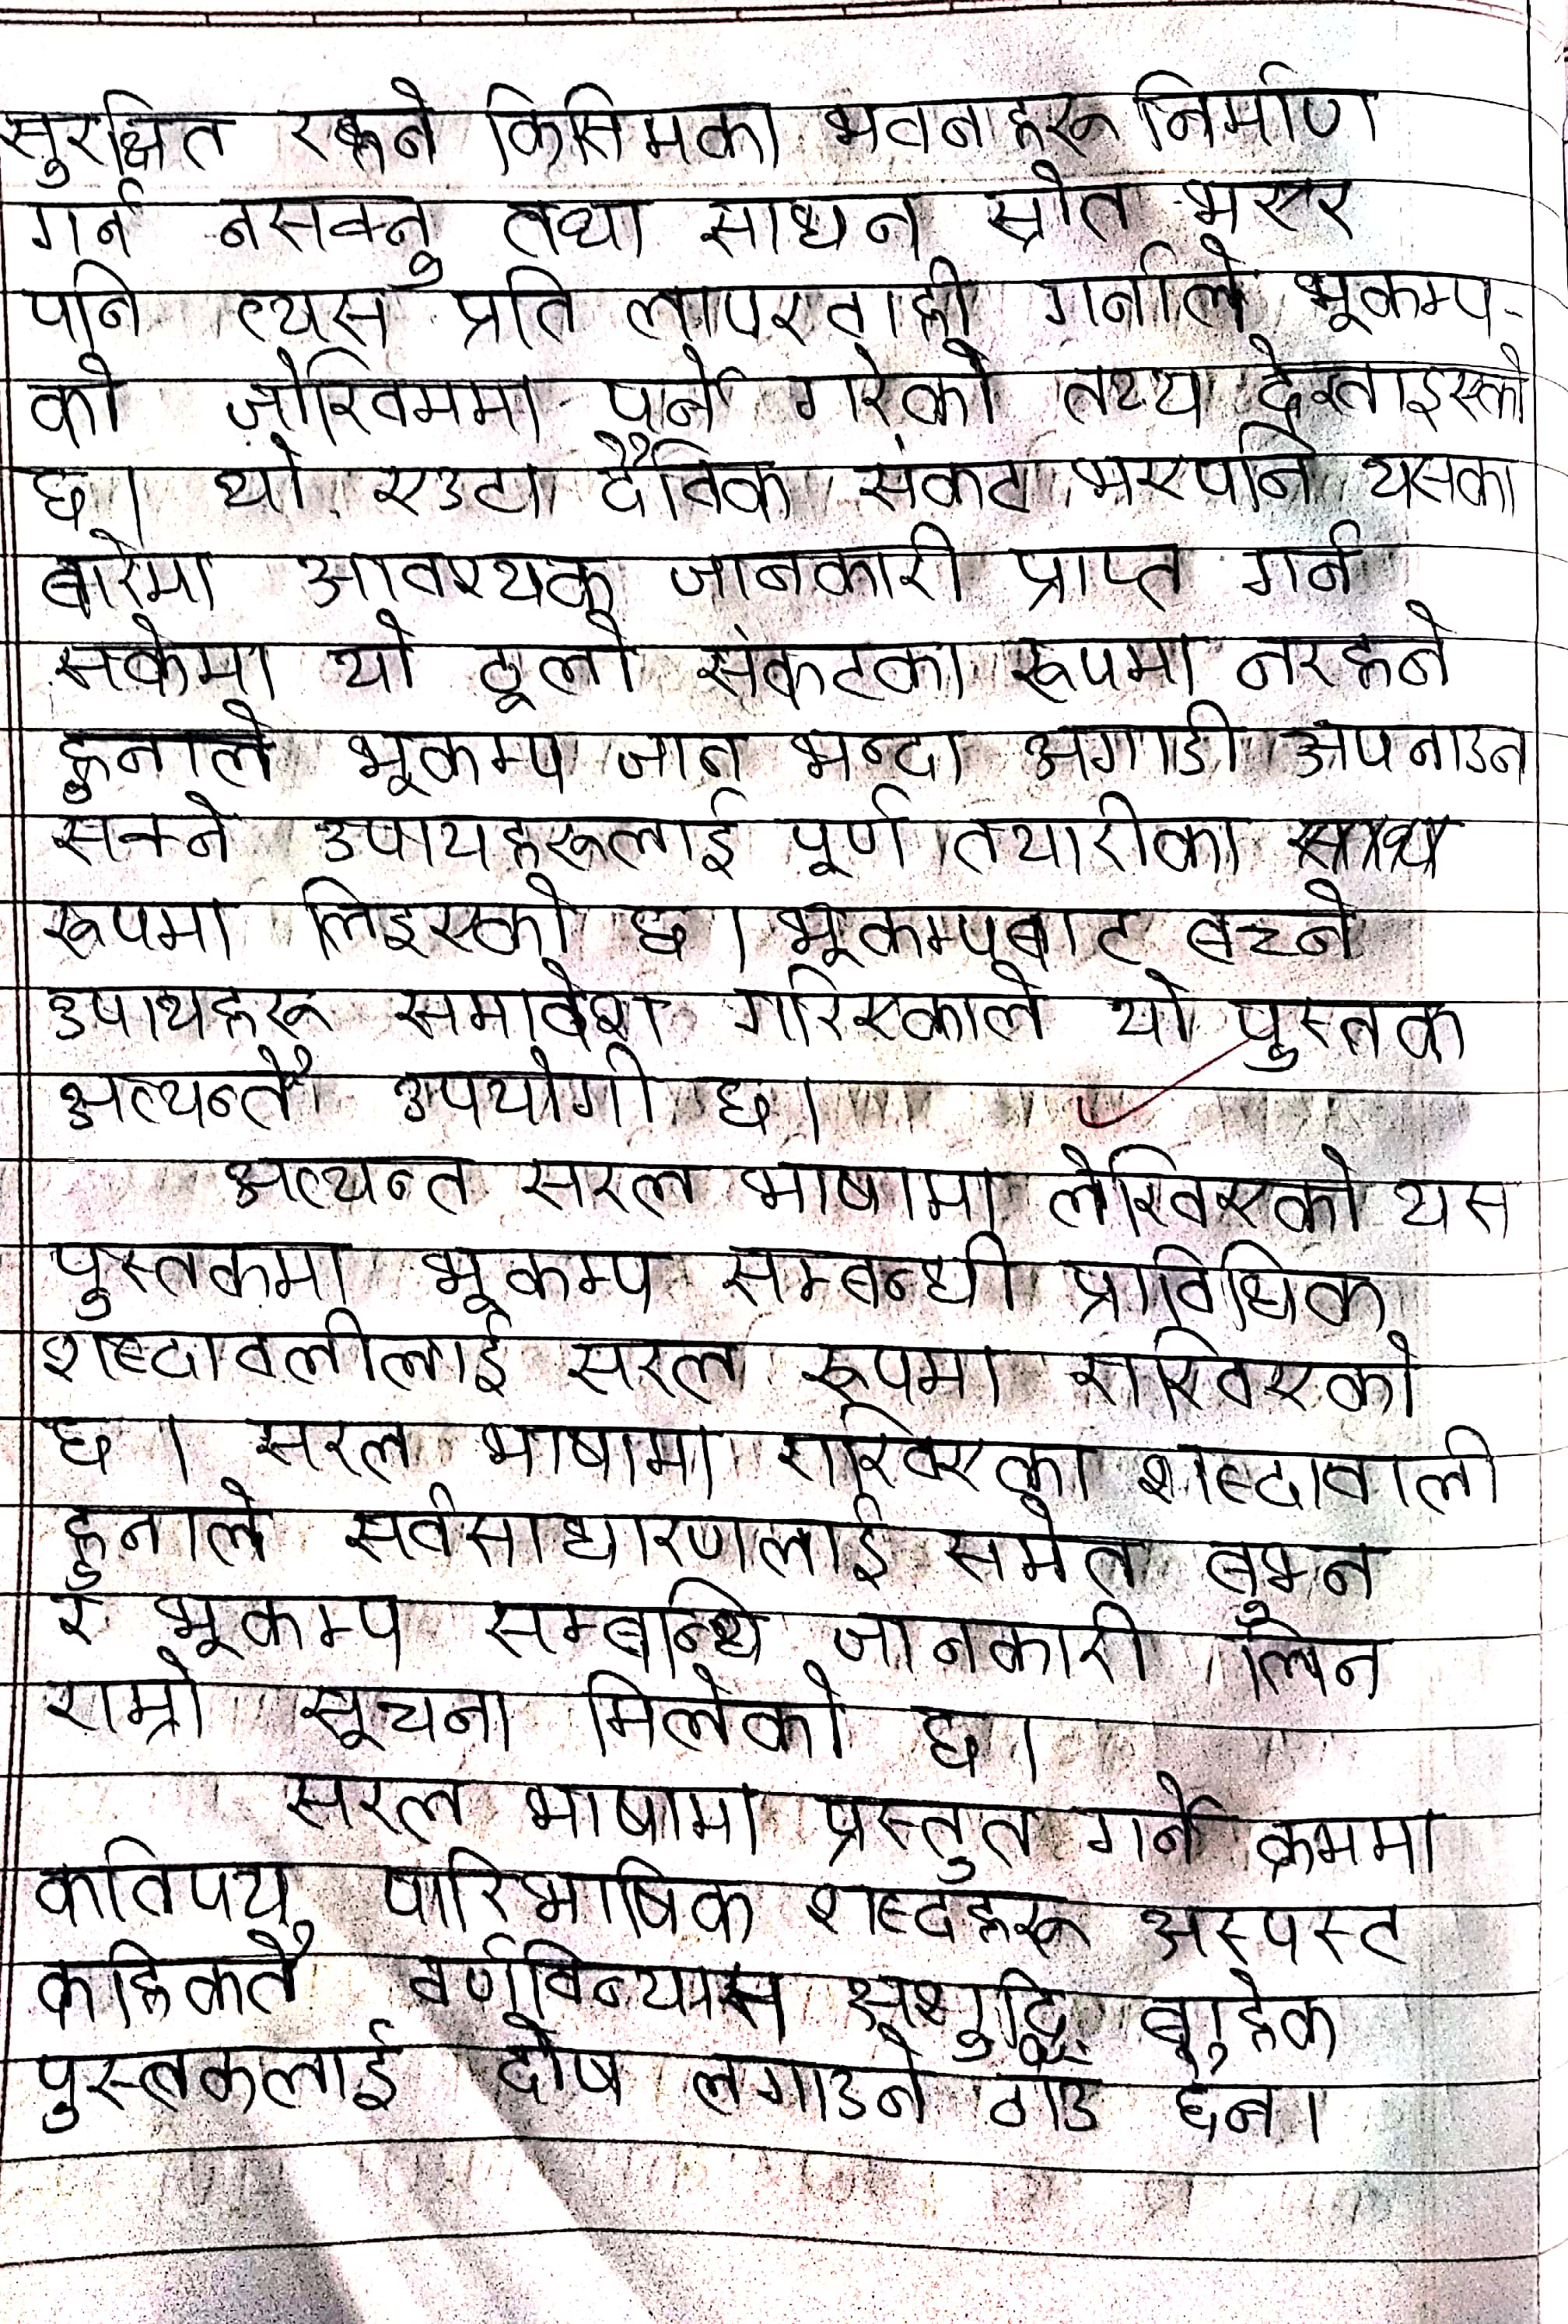 सुरक्षित रहने किसिमका भवनहरू निर्माण
गर्न नसक्नु तथा साधन स्रोत भएर
पनि त्यस प्रति लापरवाही गर्नाले भूकम्प-
को जोखिममा पर्ने गरेको तथ्य देखाइएको
छ। यो एउटा दैविक संकट भएपनि यसका
बारेमा आवश्यक जानकारी प्राप्त गर्न
सकेमा यो ठूलो संकटका रूपमा नरहने
हुनाले भूकम्प जान भन्दा अगाडी अपनाउन
सक्ने उपायहरूलाई पूर्ण तयारीका
रूपमा लिइएको छ। भूकम्पबाट बच्ने
उपायहरू समावेश गरिएकाले यो पुस्तक
अत्यन्तै उपयोगी छ।
अत्यन्त सरल भाषामा लेखिएको यस
पुस्तकमा भूकम्प सम्बन्धी प्राविधिक
शब्दावलीलाई सरल रूपमा राखिएको
छ। सरल भाषामा राखिएका शब्दावाली
हुनाले सर्वसाधारणलाई समेत बुझ्न
र भूकम्प सम्बन्धि जानकारी लिन
राम्रो सूचना मिलेको छ।
सरल भाषामा प्रस्तुत गर्ने क्रममा
कतिपय पारिभाषिक शब्दहरू अस्पस्ट
कहिकतै वर्णविन्यास अशुद्धि बाहेक
पुस्तकलाई दोष लगाउने ठाँउ छैन।